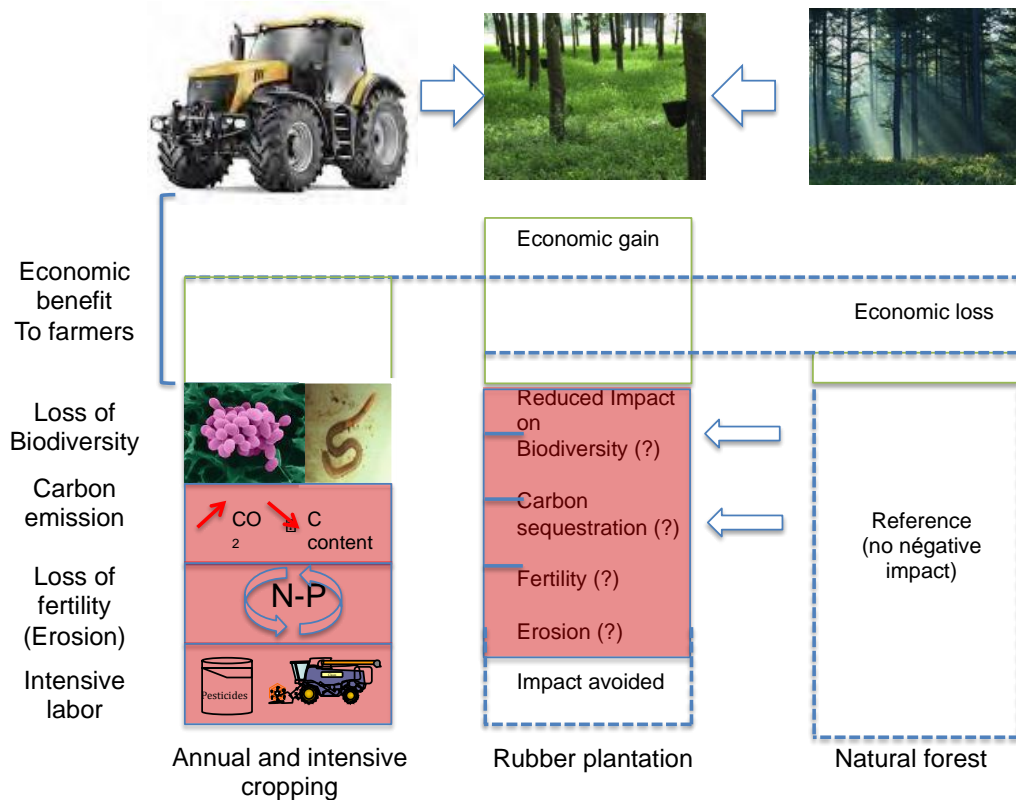 Economic gain
Economic
benefit
To farmers
Economic loss
Loss of
Biodiversity
Reduced Impact
on
Biodiversity (?)
Carbon
emission
CO
2
C
content
Carbon
sequestration (?)
Reference
(no négative
impact)
Loss of
fertility
(Erosion)
N-P
Fertility (?)
Erosion (?)
Intensive
labor
Pesticides
Impact avoided
Annual and intensive
cropping
Rubber plantation
Natural forest